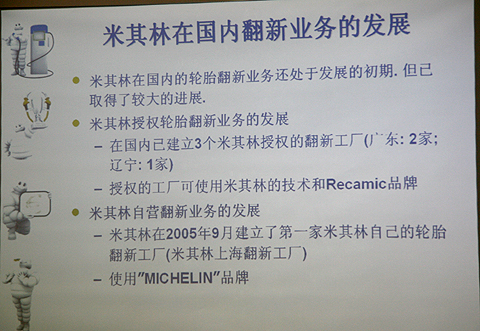 米其林在国内翻新业务的发展
米其林在国内的轮胎翻新业务还处于发展的初期. 但已
取得了较大的进展.
米其林授权轮胎翻新业务的发展
– 在国内已建立3个米其林授权的翻新工厂(广东: 2家;
辽宁: 1家)
– 授权的工厂可使用米其林的技术和Recamic品牌
米其林自营翻新业务的发展
– 米其林在2005年9月建立了第一家米其林自己的轮胎
翻新工厂(米其林上海翻新工厂)
– 使用"MICHELIN"品牌